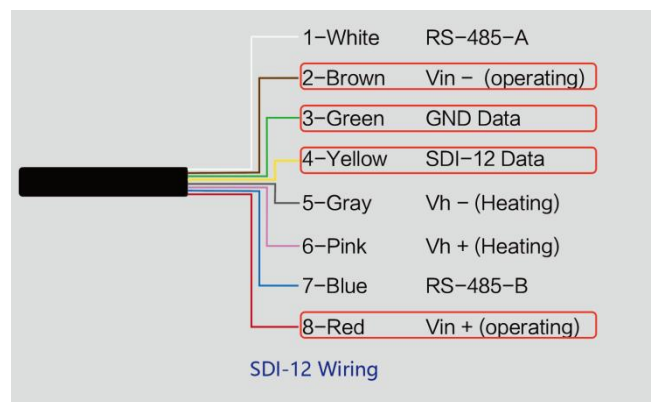 1-White RS-485-A
2-Brown Vin - (operating)
3-Green GND Data
4-Yellow SDI-12 Data
5-Gray Vh - (Heating)
6-Pink Vh + (Heating)
7-Blue RS-485-B
8-Red Vin + (operating)
SDI-12 Wiring